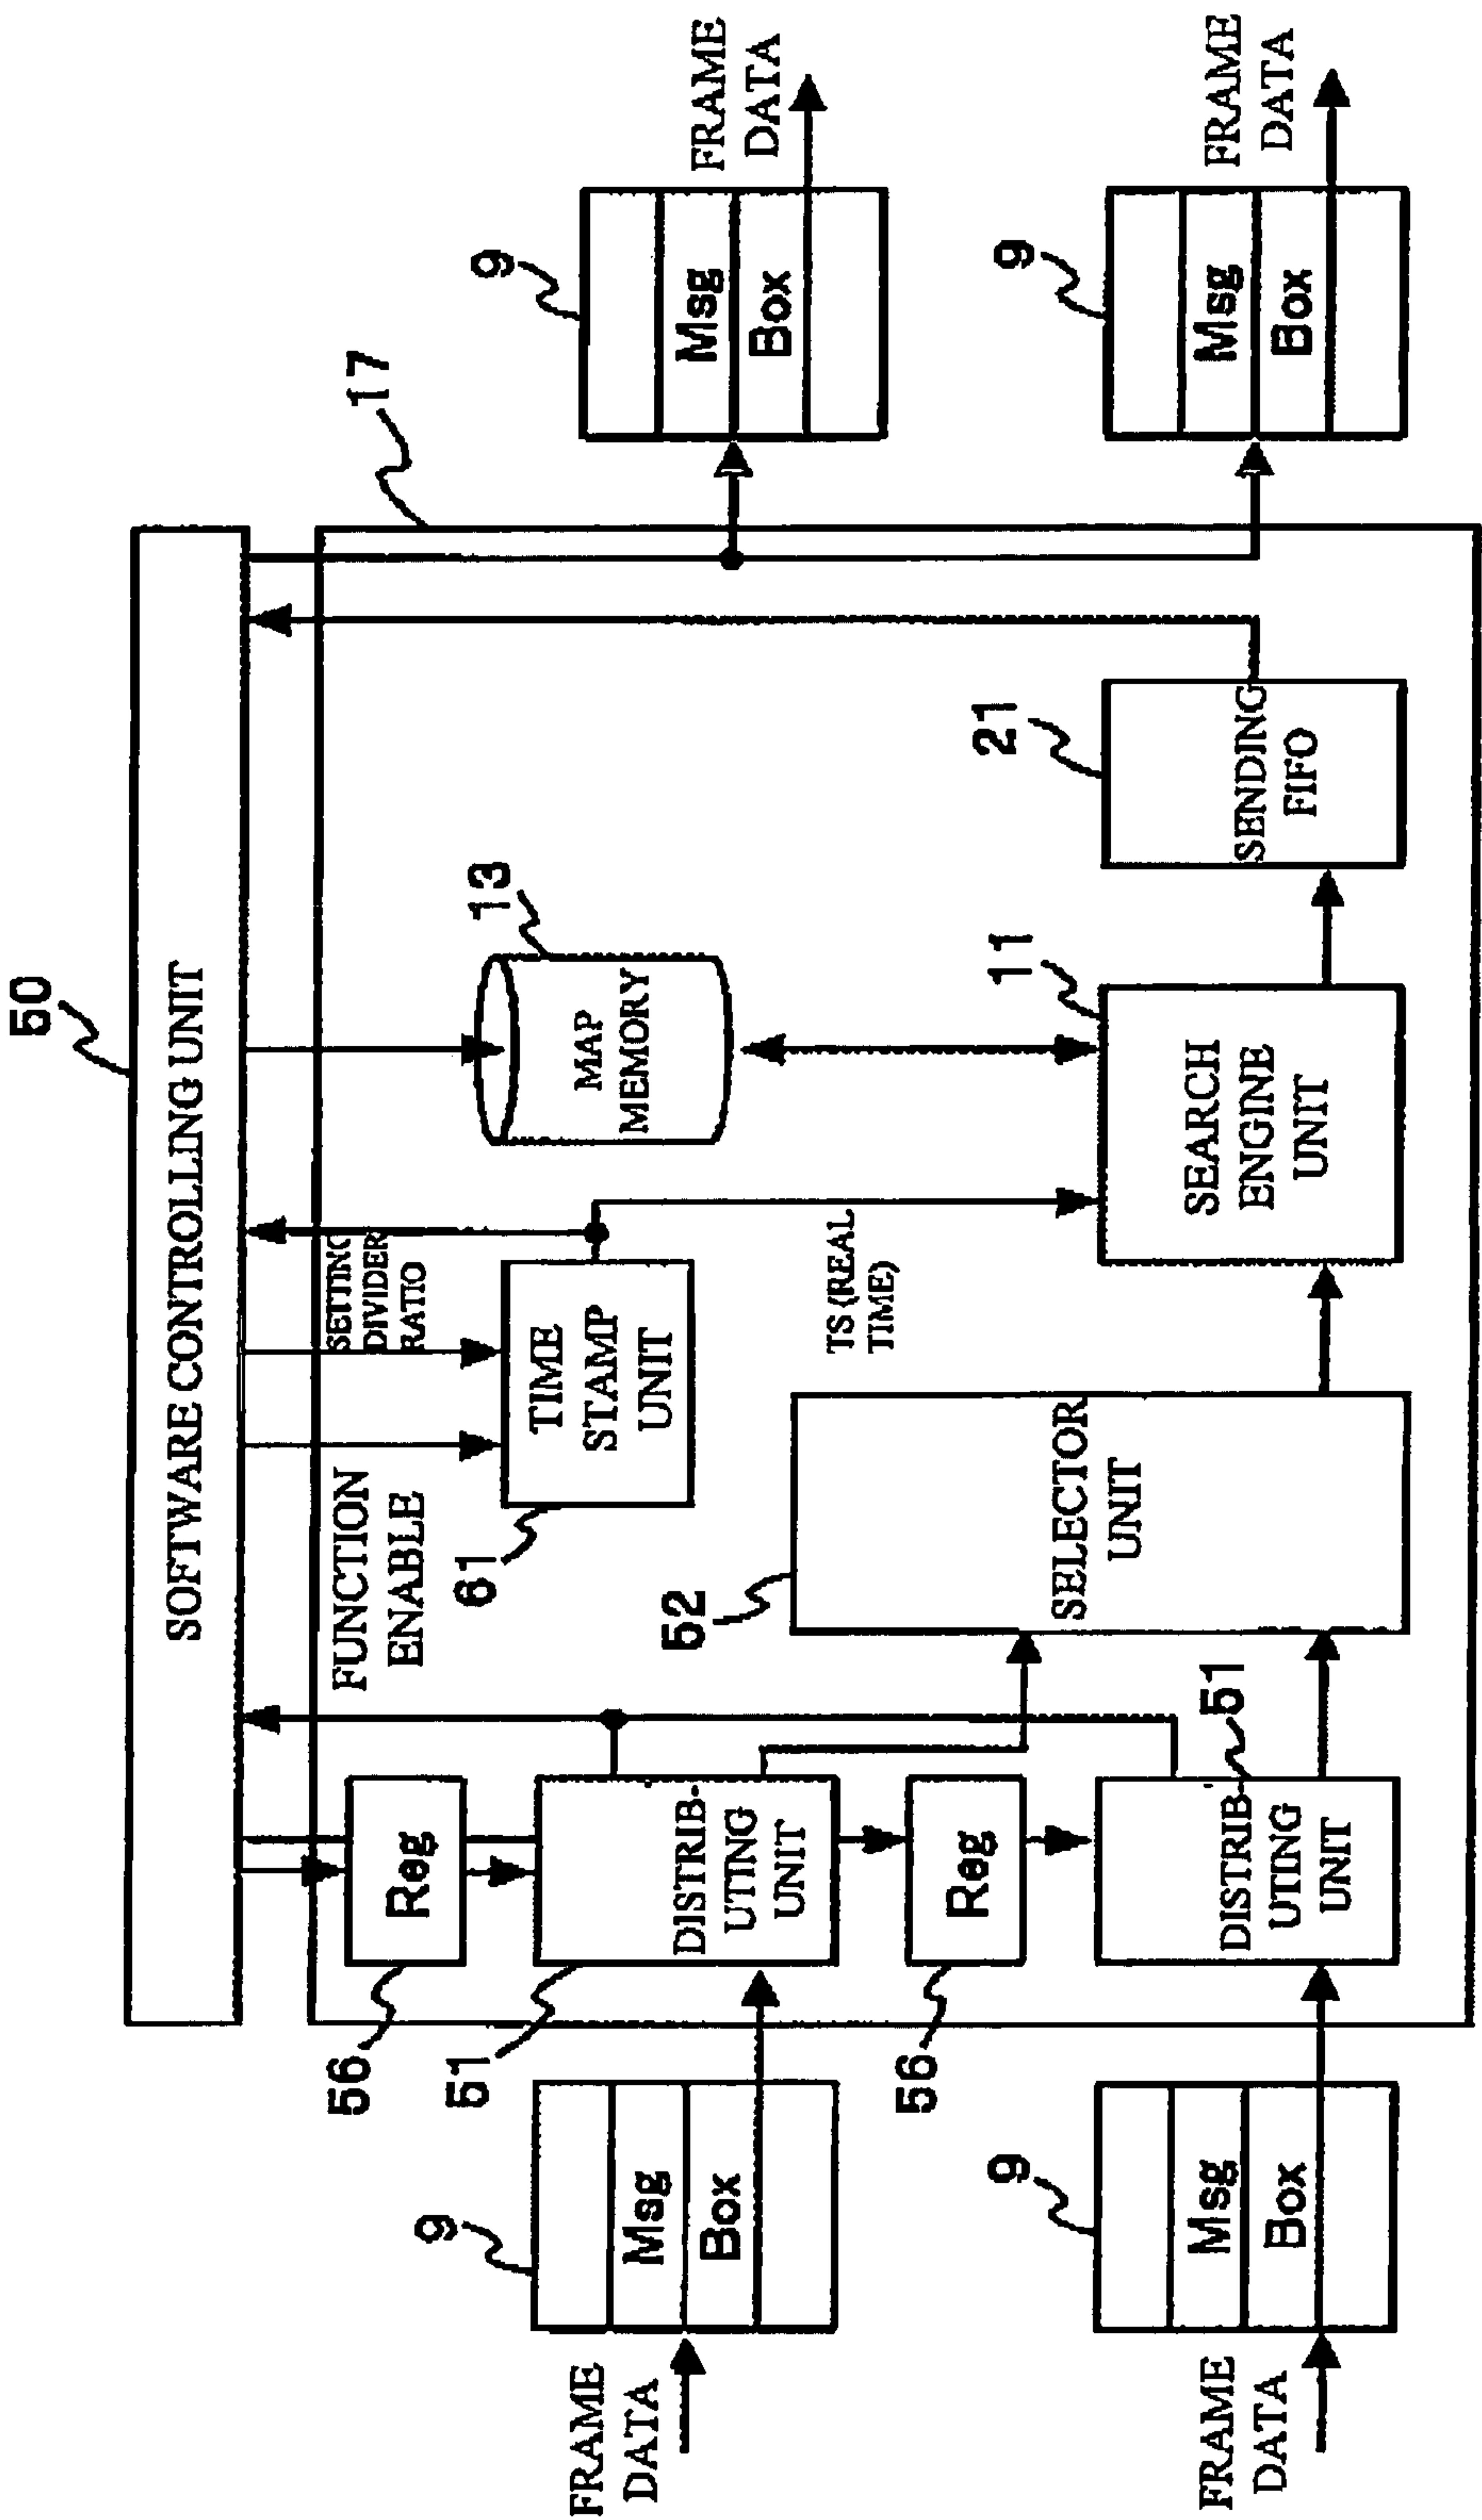 50
SOFTWARE CONTROLLING UNIT
17
56
Reg
FUNCTION
ENABLE
SETTING
DIVIDER
RATIO
51
61
TIME
STAMP
UNIT
13
MAP
MEMORY
9
Msg
Box
FRAME
DATA
FRAME
DATA
9
Msg
Box
DISTRIB-
UTING
UNIT
52
SELECTOR
UNIT
TS(REAL
TIME)
56
Reg
51
11
SEARCH
ENGINE
UNIT
21
SENDING
FIFO
9
Msg
Box
FRAME
DATA
FRAME
DATA
9
Msg
Box
DISTRIB-
UTING
UNIT